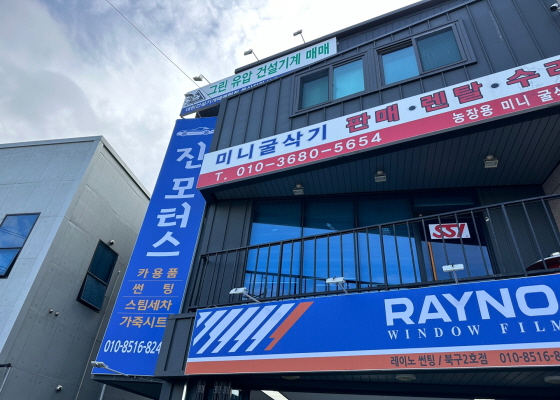 그린 유압 건설기계 매매
미니굴삭기 판매·렌탈·수리
T. 010-3680-5654
농장용 미니 굴삭
진모터스
카용품
썬팅
스팀세차
가죽시트
010-8516-824
SSY
RAYNO
WINDOW FILM
레이노 썬팅 / 북구2호점 010-8516-8